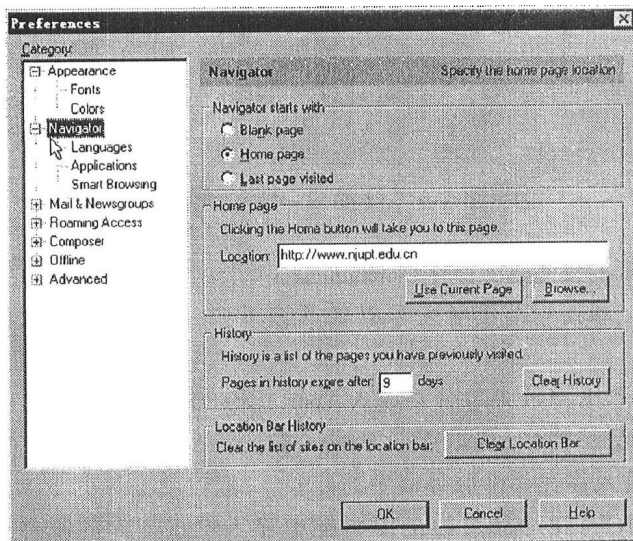 Preferences
Category:
Appearance
Fonts
Colors
Navigator
Languages
Applications
Smart Browsing
Mail & Newsgroups
Roaming Access
Composer
Offline
Advanced
Navigator Specify the home page location
Navigator starts with
Blank page
Home page
Last page visited
Home page
Clicking the Home button will take you to this page.
Location: http://www.njupt.edu.cn
Use Current Page Browse...
History
History is a list of the pages you have previously visited.
Pages in history expire after: 9 days Clear History
Location Bar History
Clear the list of sites on the location bar: Clear Location Bar
OK Cancel Help